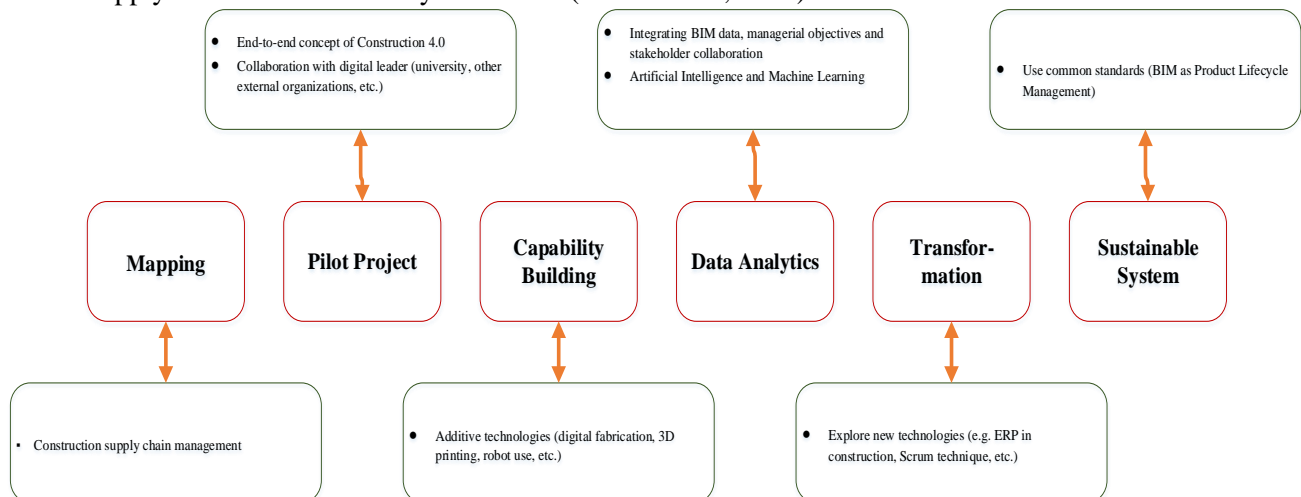 ● End-to-end concept of Construction 4.0
● Collaboration with digital leader (university, other
external organizations, etc.)
● Integrating BIM data, managerial objectives and
stakeholder collaboration
● Artificial Intelligence and Machine Learning
● Use common standards (BIM as Product Lifecycle
Management)
Mapping
Pilot Project
Capability
Building
Data Analytics
Transfor-
mation
Sustainable
System
▪ Construction supply chain management
● Additive technologies (digital fabrication, 3D
printing, robot use, etc.)
● Explore new technologies (e.g. ERP in
construction, Scrum technique, etc.)